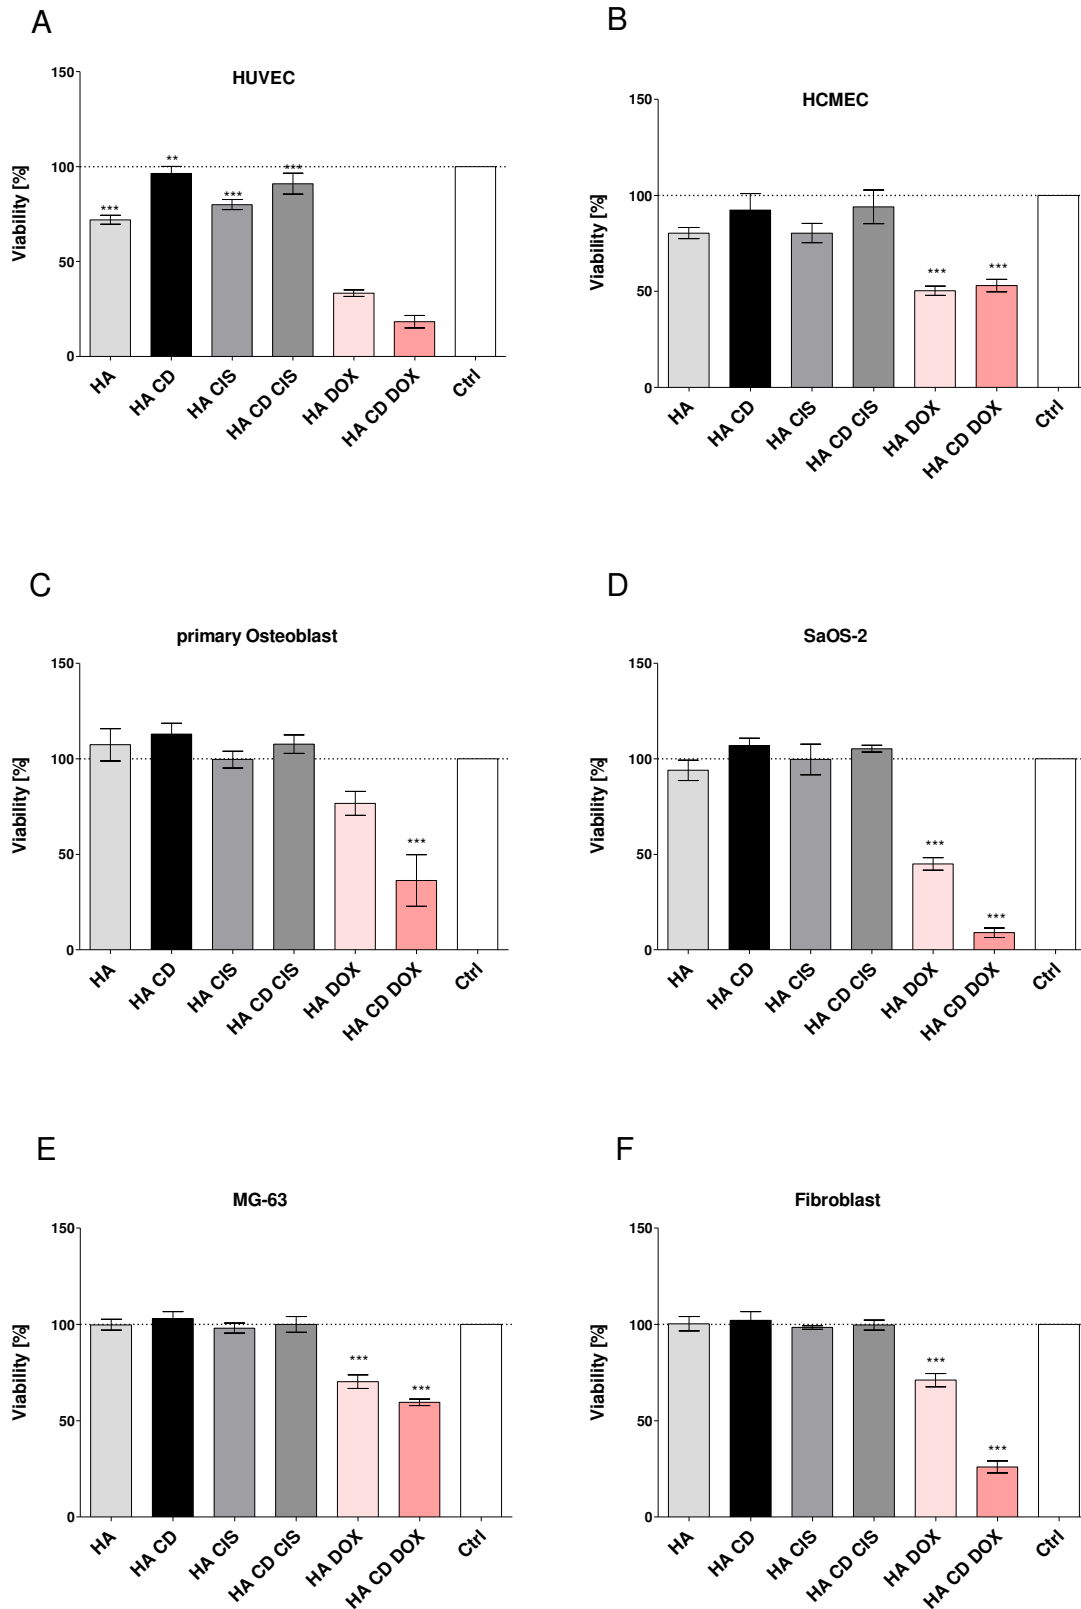 A
HUVEC
Viability [%]
150
100
50
0
***
**
***
***
HA
HA CD
HA CIS
HA CD CIS
HA DOX
HA CD DOX
Ctrl
B
HCMEC
Viability [%]
150
100
50
0
***
***
HA
HA CD
HA CIS
HA CD CIS
HA DOX
HA CD DOX
Ctrl
C
primary Osteoblast
Viability [%]
150
100
50
0
***
HA
HA CD
HA CIS
HA CD CIS
HA DOX
HA CD DOX
Ctrl
D
SaOS-2
Viability [%]
150
100
50
0
***
***
HA
HA CD
HA CIS
HA CD CIS
HA DOX
HA CD DOX
Ctrl
E
MG-63
Viability [%]
150
100
50
0
***
***
HA
HA CD
HA CIS
HA CD CIS
HA DOX
HA CD DOX
Ctrl
F
Fibroblast
Viability [%]
150
100
50
0
***
***
HA
HA CD
HA CIS
HA CD CIS
HA DOX
HA CD DOX
Ctrl